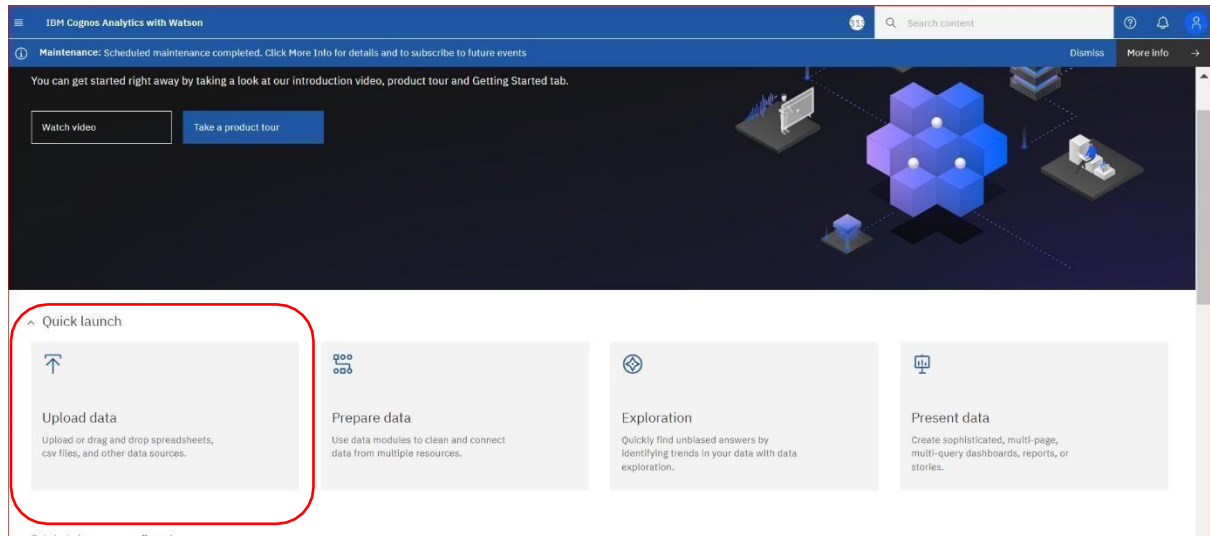 IBM Cognos Analytics with Watson
Search content
Maintenance: Scheduled maintenance completed. Click More Info for details and to subscribe to future events
Dismiss
More info
You can get started right away by taking a look at our introduction video, product tour and Getting Started tab.
Watch video
Take a product tour
Quick launch
Upload data
Upload or drag and drop spreadsheets,
csv files, and other data sources.
Prepare data
Use data modules to clean and connect
data from multiple resources.
Exploration
Quickly find unbiased answers by
identifying trends in your data with data
exploration.
Present data
Create sophisticated, multi-page,
multi-query dashboards, reports, or
stories.